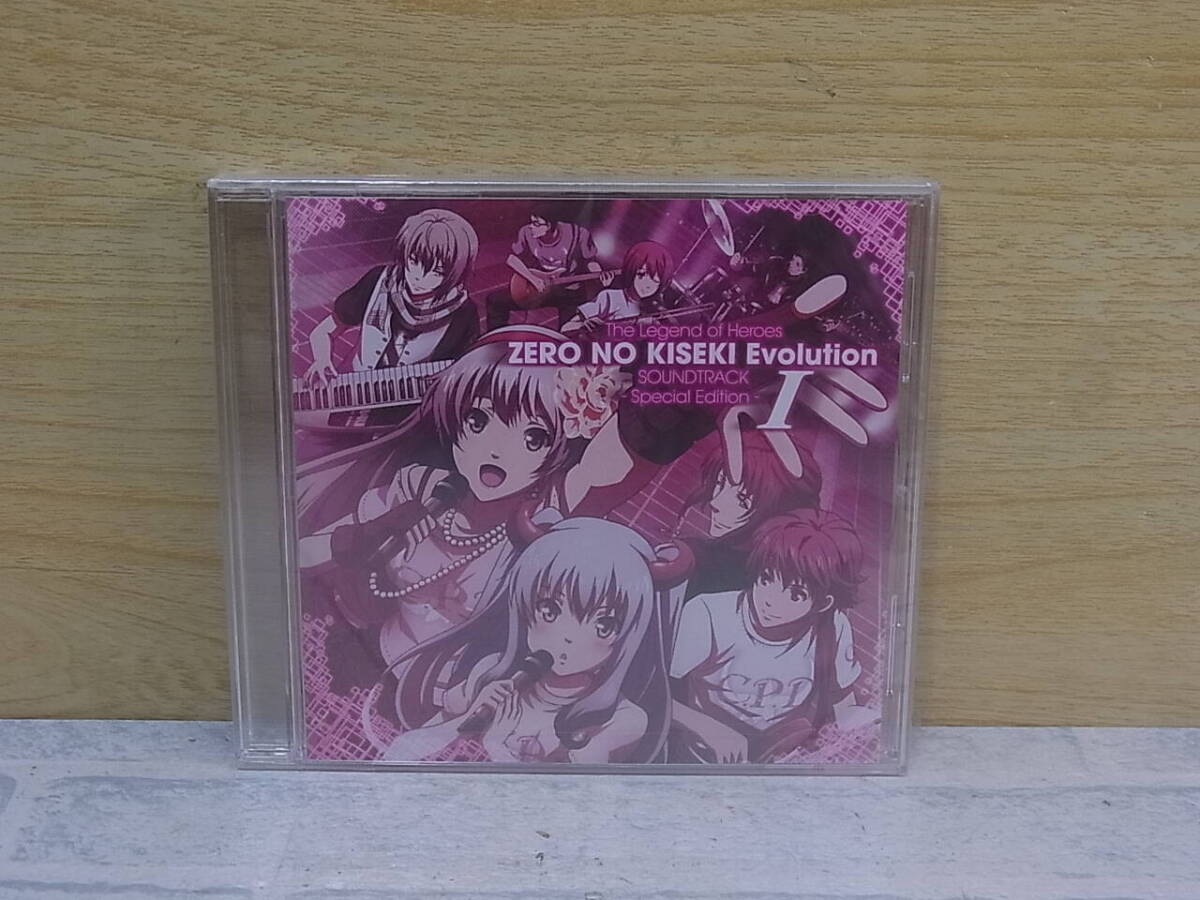 The Legend of Heroes
ZERO NO KISEKI Evolution
SOUNDTRACK
- Special Edition -
I
C.P.D